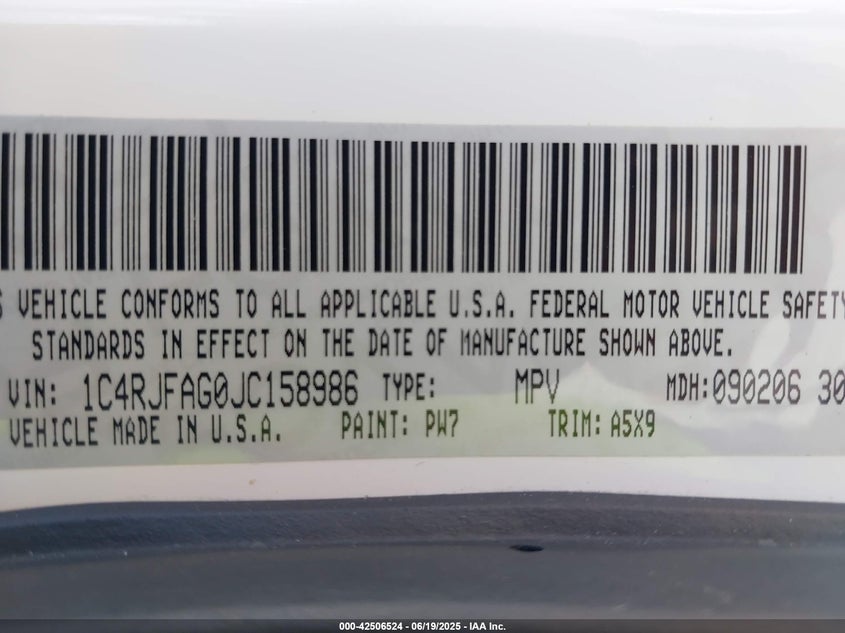 VEHICLE CONFORMS TO ALL APPLICABLE U.S.A. FEDERAL MOTOR VEHICLE SAFETY
STANDARDS IN EFFECT ON THE DATE OF MANUFACTURE SHOWN ABOVE.
VIN: 1C4RJFAG0JC158986 TYPE: MPV MDH:090206 30
VEHICLE MADE IN U.S.A. PAINT: PW7 TRIM: A5X9
000-42506524 - 06/19/2025 - IAA Inc.